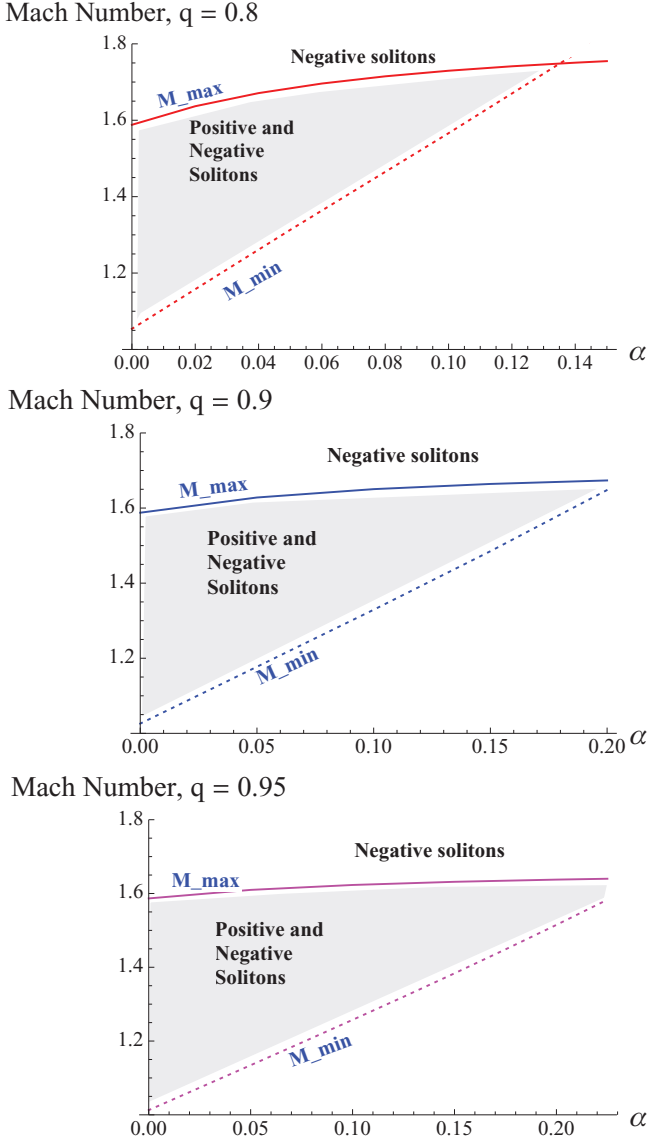 Mach Number, q = 0.8
1.8
Negative solitons
M_max
1.6
Positive and
Negative
Solitons
1.4
1.2
M_min
0.00 0.02 0.04 0.06 0.08 0.10 0.12 0.14 α
Mach Number, q = 0.9
1.8
Negative solitons
M_max
1.6
Positive and
Negative
Solitons
1.4
1.2
M_min
0.00 0.05 0.10 0.15 0.20 α
Mach Number, q = 0.95
1.8
Negative solitons
M_max
1.6
Positive and
Negative
Solitons
1.4
1.2
M_min
0.00 0.05 0.10 0.15 0.20 α